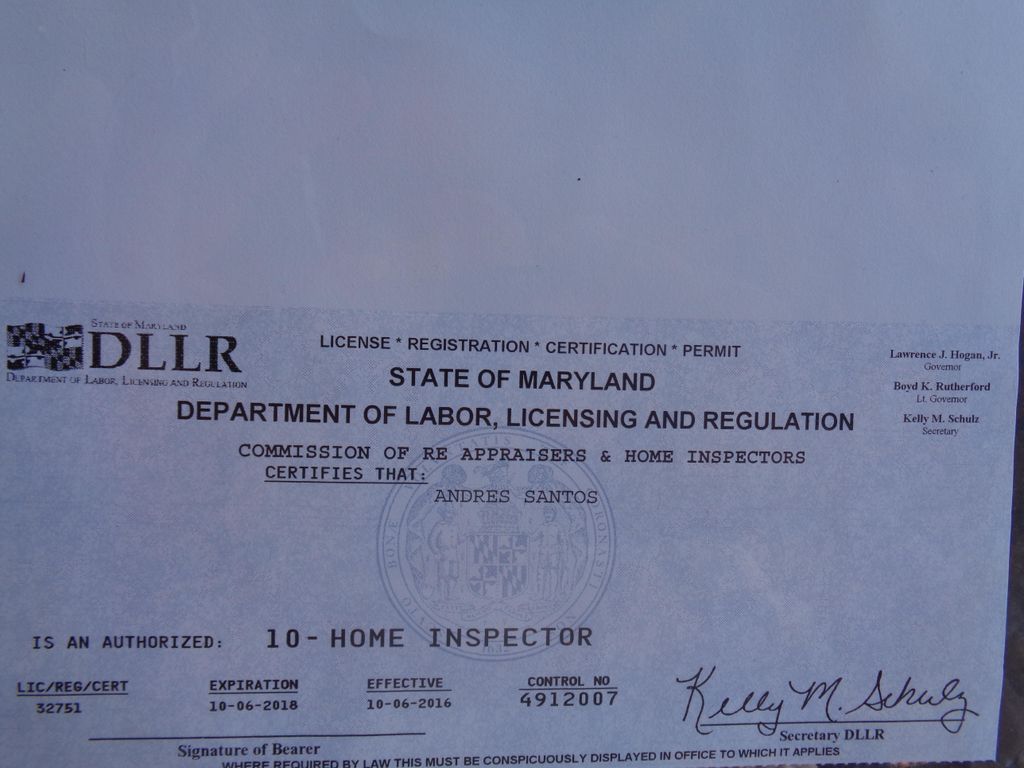 STATE OF MARYLAND
DLLR
DEPARTMENT OF LABOR, LICENSING AND REGULATION
LICENSE * REGISTRATION * CERTIFICATION * PERMIT
STATE OF MARYLAND
DEPARTMENT OF LABOR, LICENSING AND REGULATION
Lawrence J. Hogan, Jr.
Governor
Boyd K. Rutherford
Lt. Governor
Kelly M. Schulz
Secretary
COMMISSION OF RE APPRAISERS & HOME INSPECTORS
CERTIFIES THAT:
ANDRES SANTOS
IS AN AUTHORIZED: 10- HOME INSPECTOR
LIC/REG/CERT EXPIRATION EFFECTIVE CONTROL NO
32751 10-06-2018 10-06-2016 4912007
Kelly M. Schulz
Secretary DLLR
Signature of Bearer
WHERE REQUIRED BY LAW THIS MUST BE CONSPICUOUSLY DISPLAYED IN OFFICE TO WHICH IT APPLIES